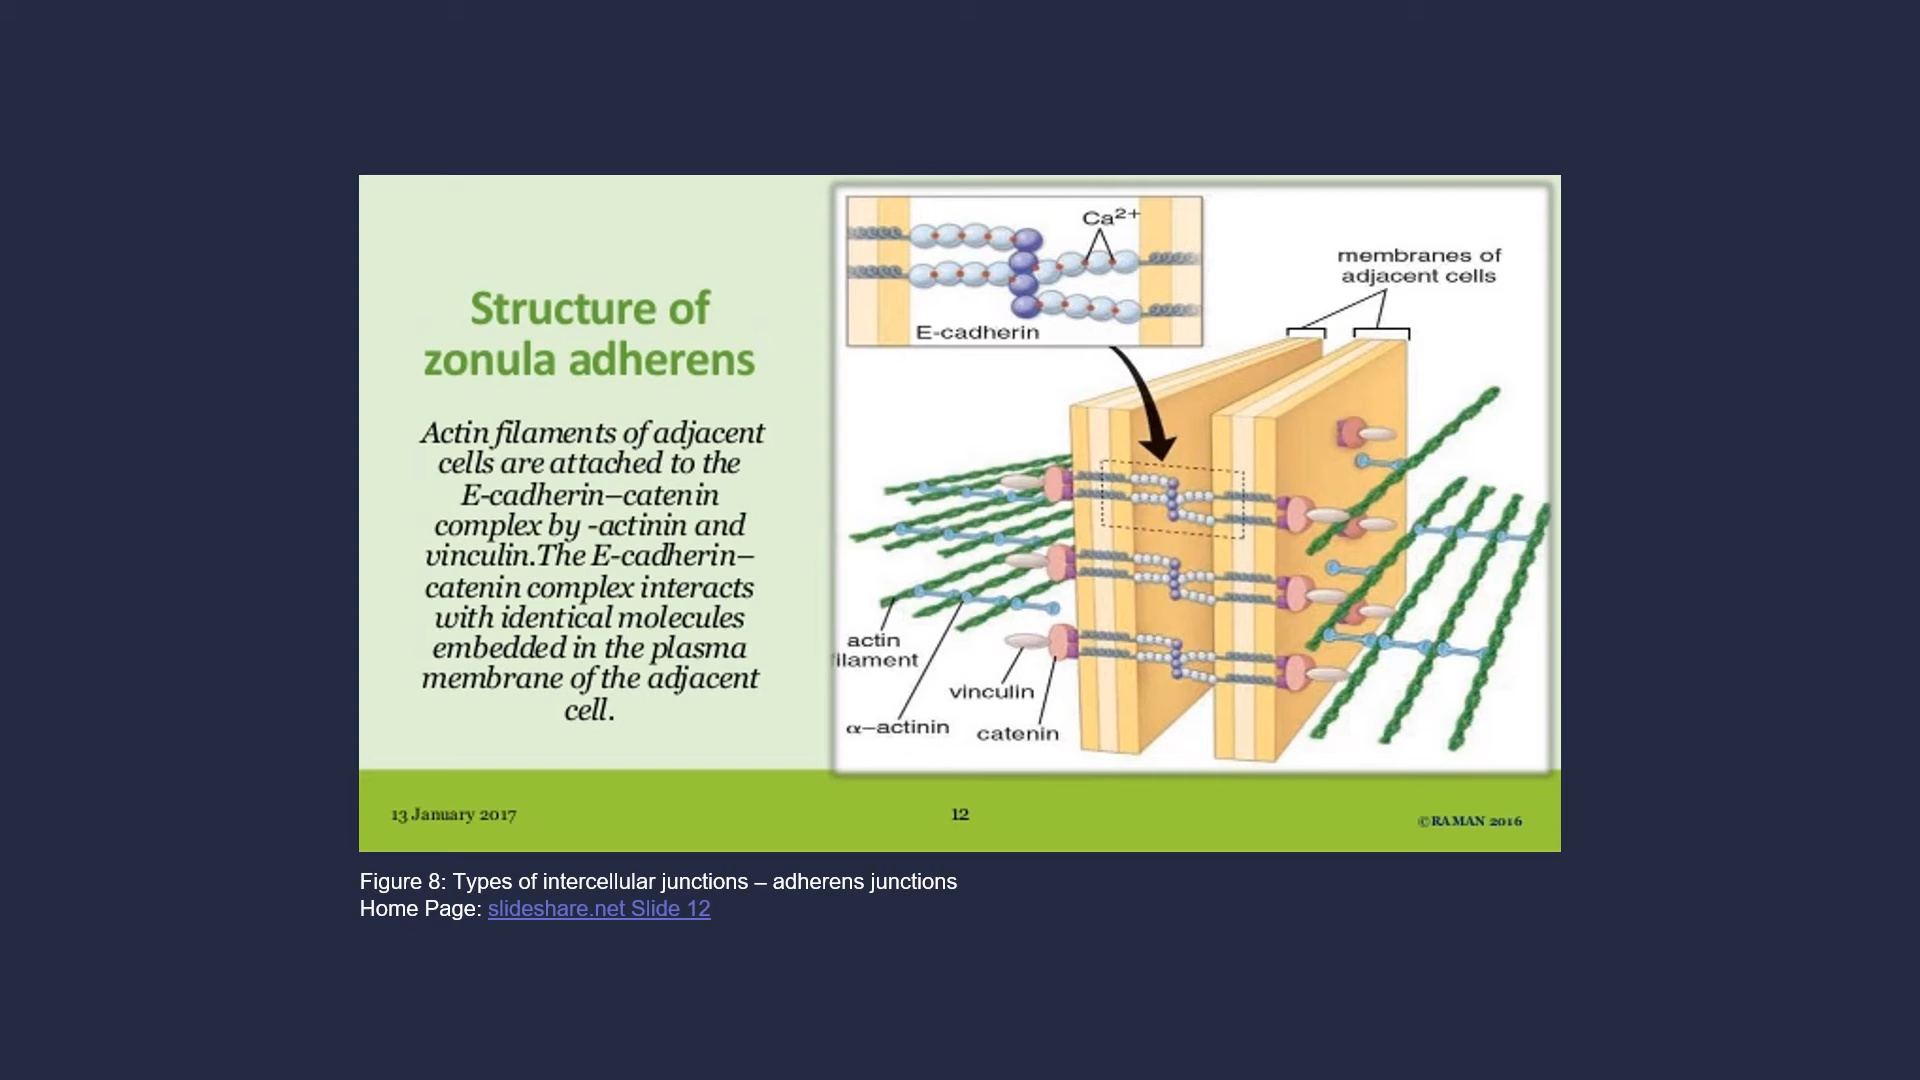 Structure of
zonula adherens
Actin filaments of adjacent
cells are attached to the
E-cadherin–catenin
complex by -actinin and
vinculin.The E-cadherin–
catenin complex interacts
with identical molecules
embedded in the plasma
membrane of the adjacent
cell.
Ca2+
E-cadherin
membranes of
adjacent cells
actin
filament
vinculin
α–actinin
catenin
13 January 2017
12
©RAMAN 2016
Figure 8: Types of intercellular junctions – adherens junctions
Home Page: slideshare.net Slide 12